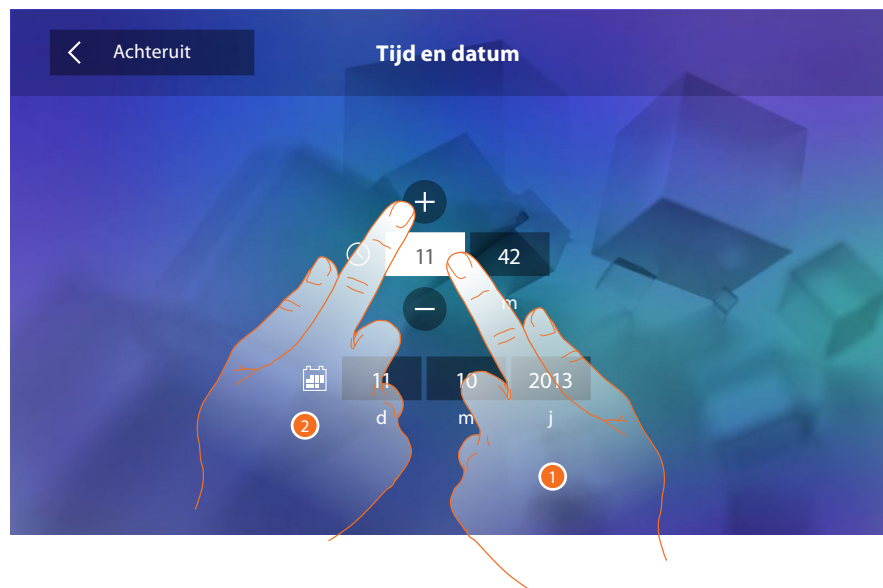 Achteruit
Tijd en datum
+
11 42
−
m
11 10 2013
d m j
2
1